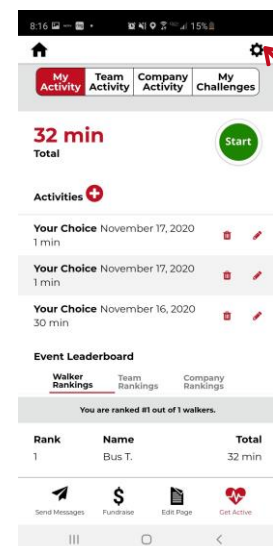 8:16 15%
My Activity
Team Activity
Company Activity
My Challenges
32 min
Total
Start
Activities
Your Choice November 17, 2020
1 min
Your Choice November 17, 2020
1 min
Your Choice November 16, 2020
30 min
Event Leaderboard
Walker Rankings
Team Rankings
Company Rankings
You are ranked #1 out of 1 walkers.
Rank Name Total
1 Bus T. 32 min
Send Messages Fundraise Edit Page Get Active